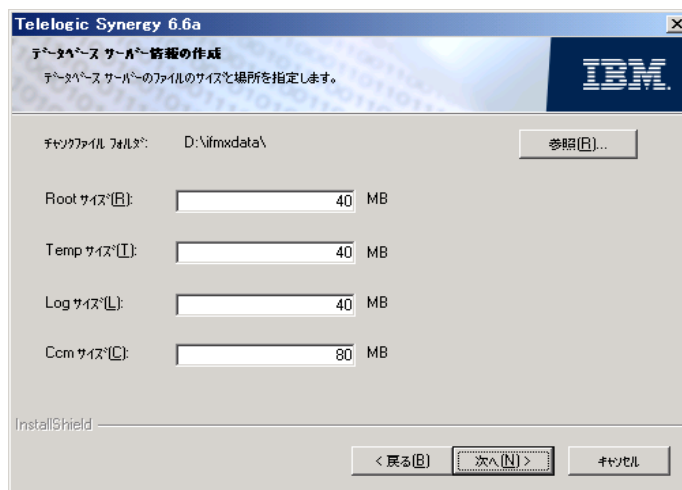 Telelogic Synergy 6.6a
データベース サーバー情報の作成
データベース サーバーのファイルのサイズと場所を指定します。
IBM.
チャンクファイル フォルダ: D:\ifmxdata\ 参照(R)...
Root サイズ(R): 40 MB
Temp サイズ(T): 40 MB
Log サイズ(L): 40 MB
Ccm サイズ(C): 80 MB
InstallShield
< 戻る(B) 次へ(N) > キャンセル